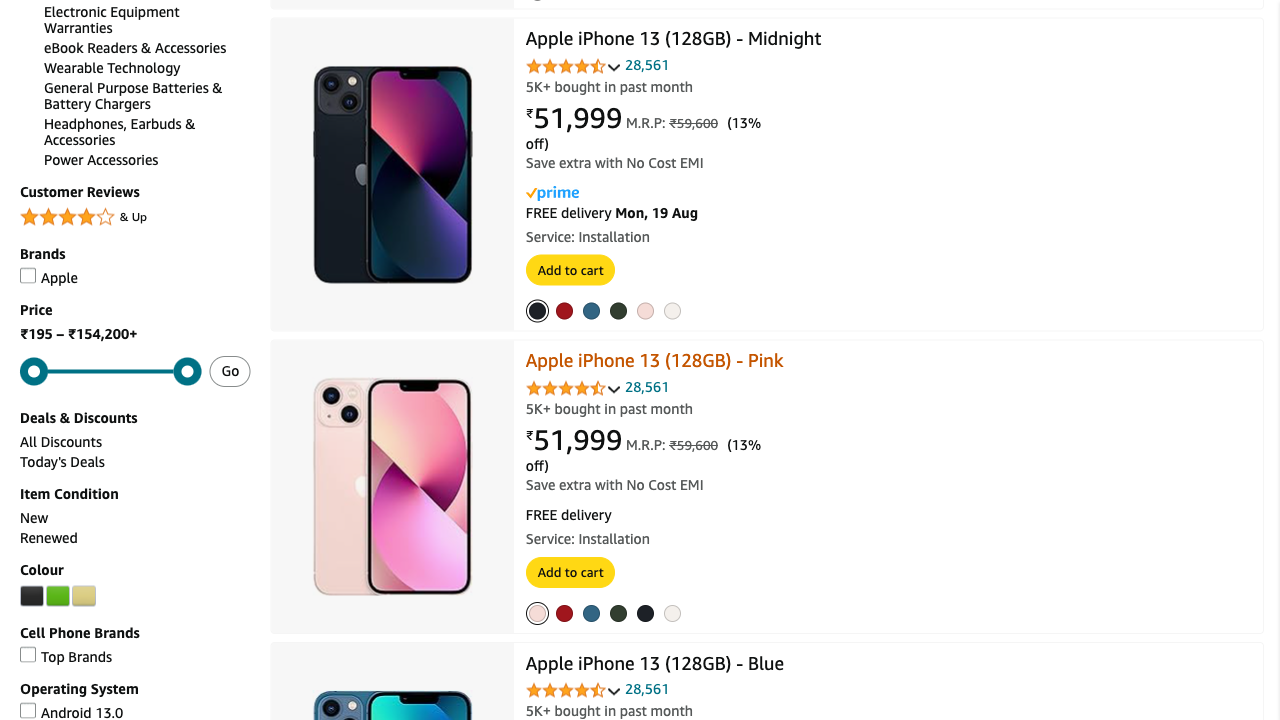 Electronic Equipment
Warranties
eBook Readers & Accessories
Wearable Technology
General Purpose Batteries &
Battery Chargers
Headphones, Earbuds &
Accessories
Power Accessories
Customer Reviews
& Up
Brands
Apple
Price
₹195 – ₹154,200+
Go
Deals & Discounts
All Discounts
Today's Deals
Item Condition
New
Renewed
Colour
Cell Phone Brands
Top Brands
Operating System
Android 13.0
Apple iPhone 13 (128GB) - Midnight
28,561
5K+ bought in past month
₹51,999 M.R.P: ₹59,600 (13%
off)
Save extra with No Cost EMI
prime
FREE delivery Mon, 19 Aug
Service: Installation
Add to cart
Apple iPhone 13 (128GB) - Pink
28,561
5K+ bought in past month
₹51,999 M.R.P: ₹59,600 (13%
off)
Save extra with No Cost EMI
FREE delivery
Service: Installation
Add to cart
Apple iPhone 13 (128GB) - Blue
28,561
5K+ bought in past month